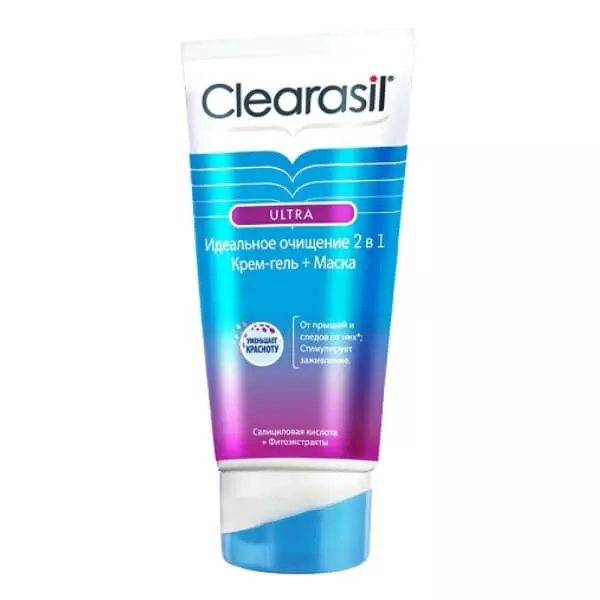 Clearasil®
ULTRA
Идеальное очищение 2 в 1
Крем-гель + Маска
УМЕНЬШАЕТ
КРАСНОТУ
От прыщей и
следов от них*;
Стимулирует
заживление.
Салициловая кислота
+ Фитоэкстракты